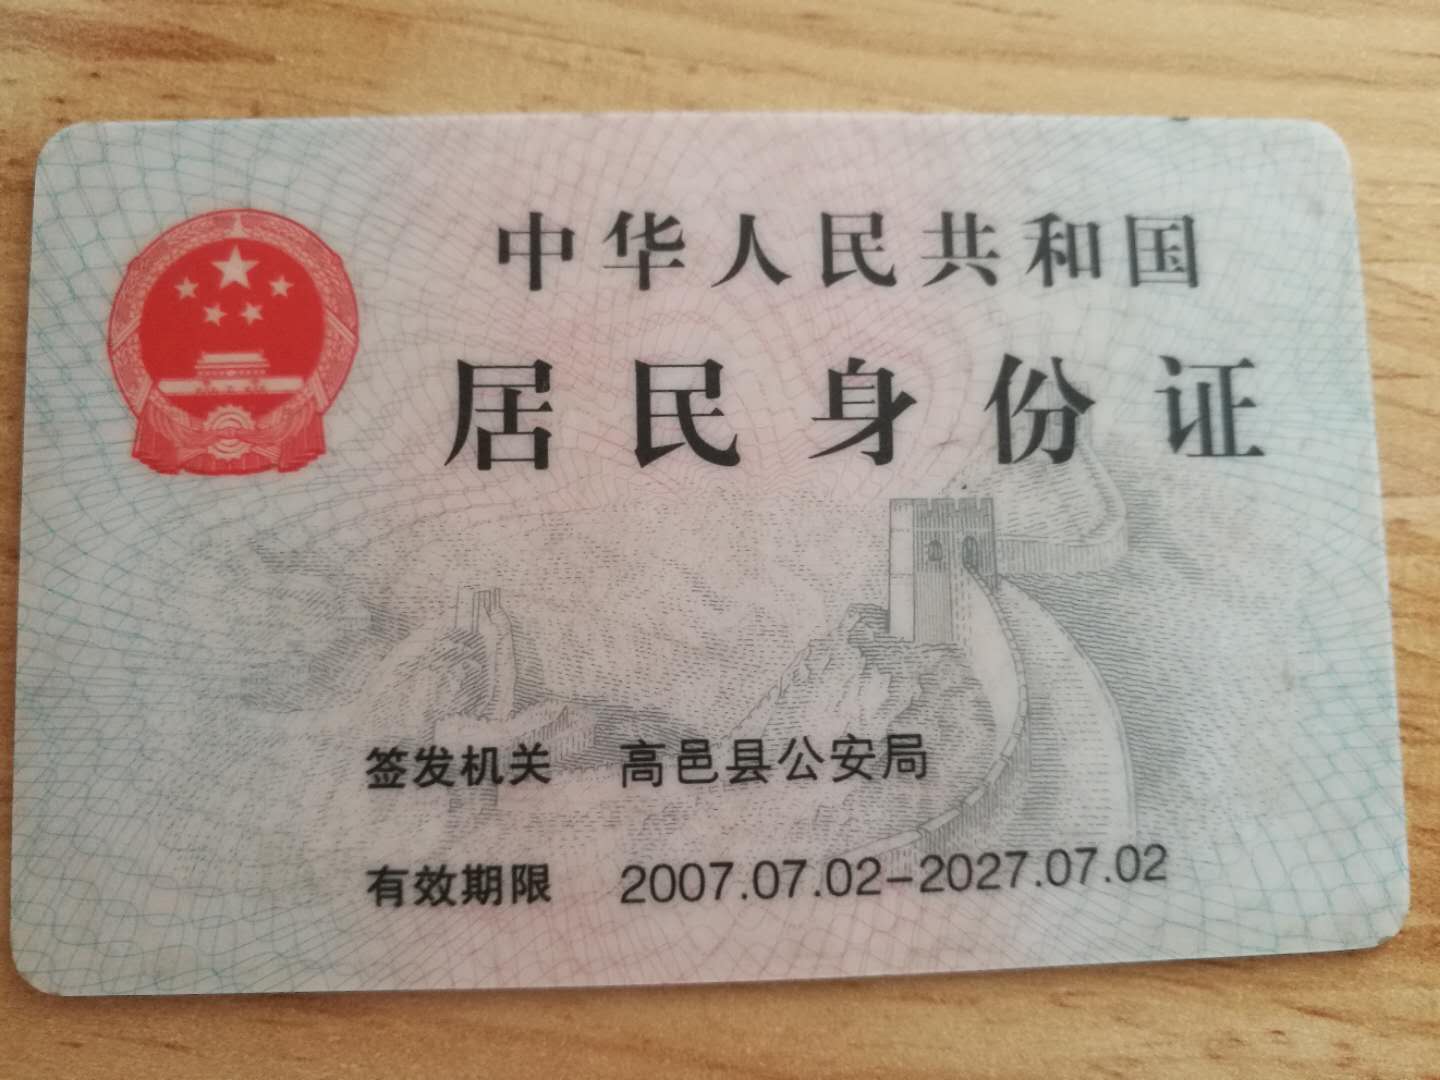 中华人民共和国
居民身份证
签发机关 高邑县公安局
有效期限 2007.07.02-2027.07.02